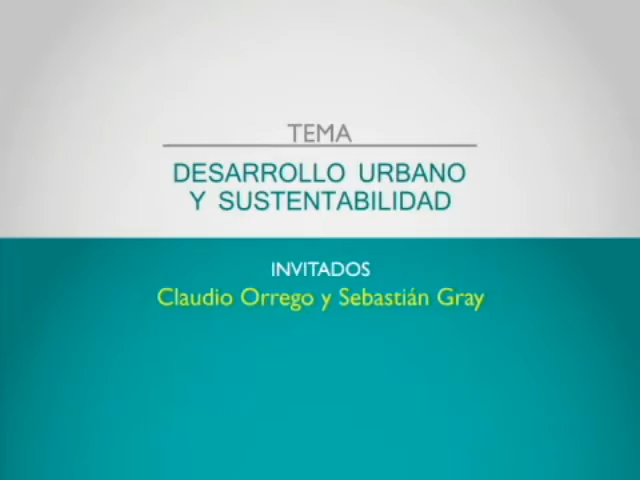 TEMA
DESARROLLO URBANO
Y SUSTENTABILIDAD
INVITADOS
Claudio Orrego y Sebastián Gray